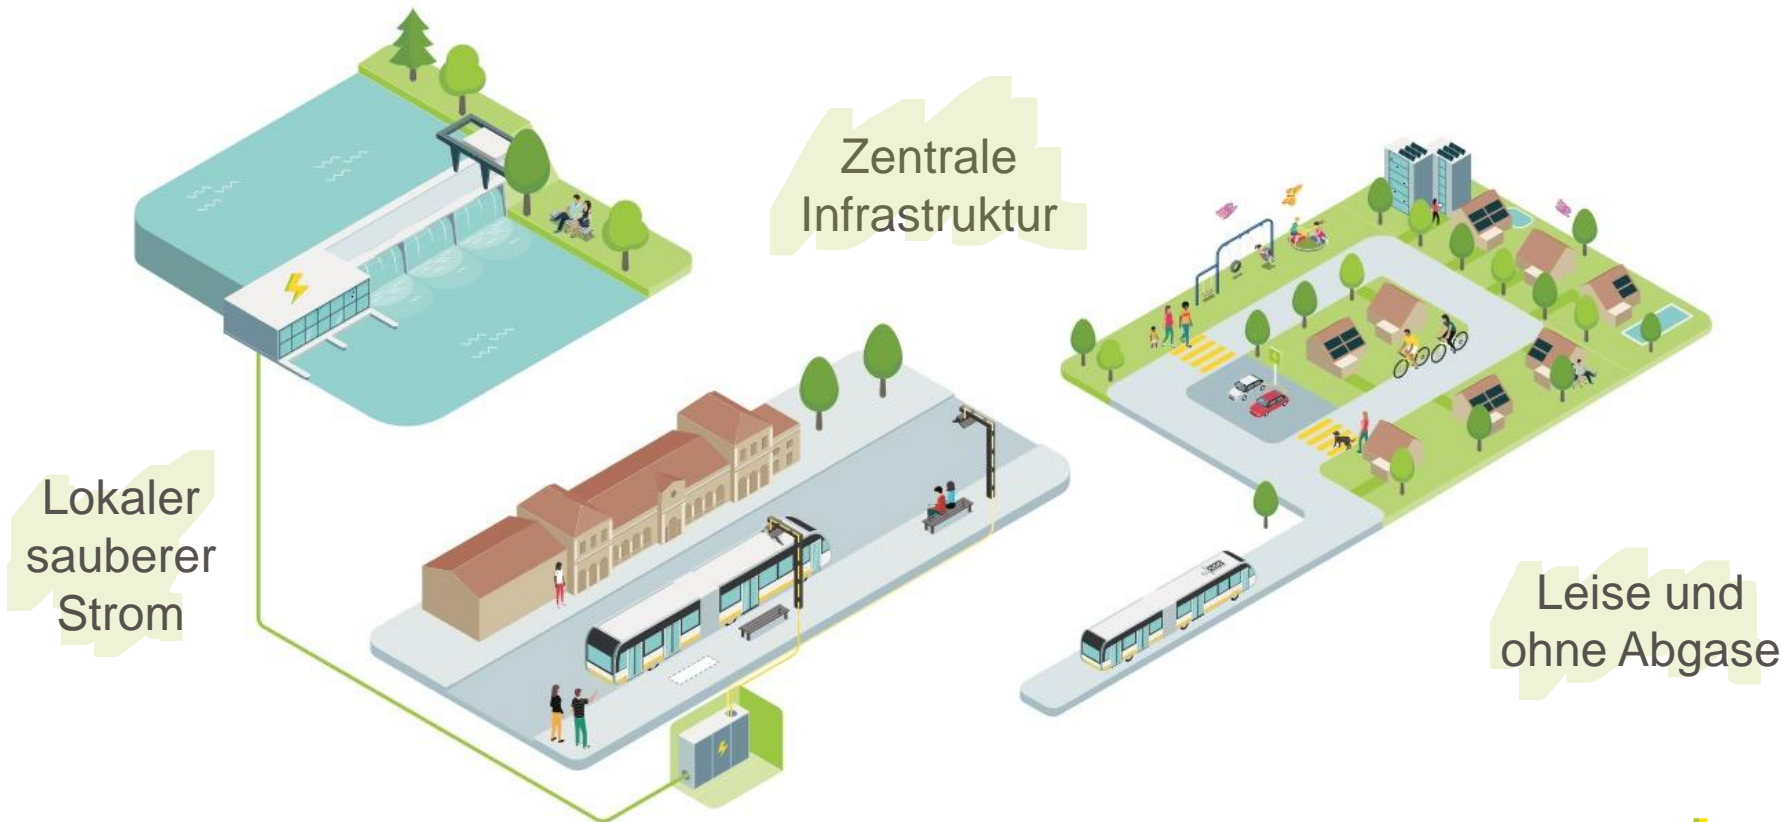 Zentrale
Infrastruktur
Lokaler
sauberer
Strom
Leise und
ohne Abgase